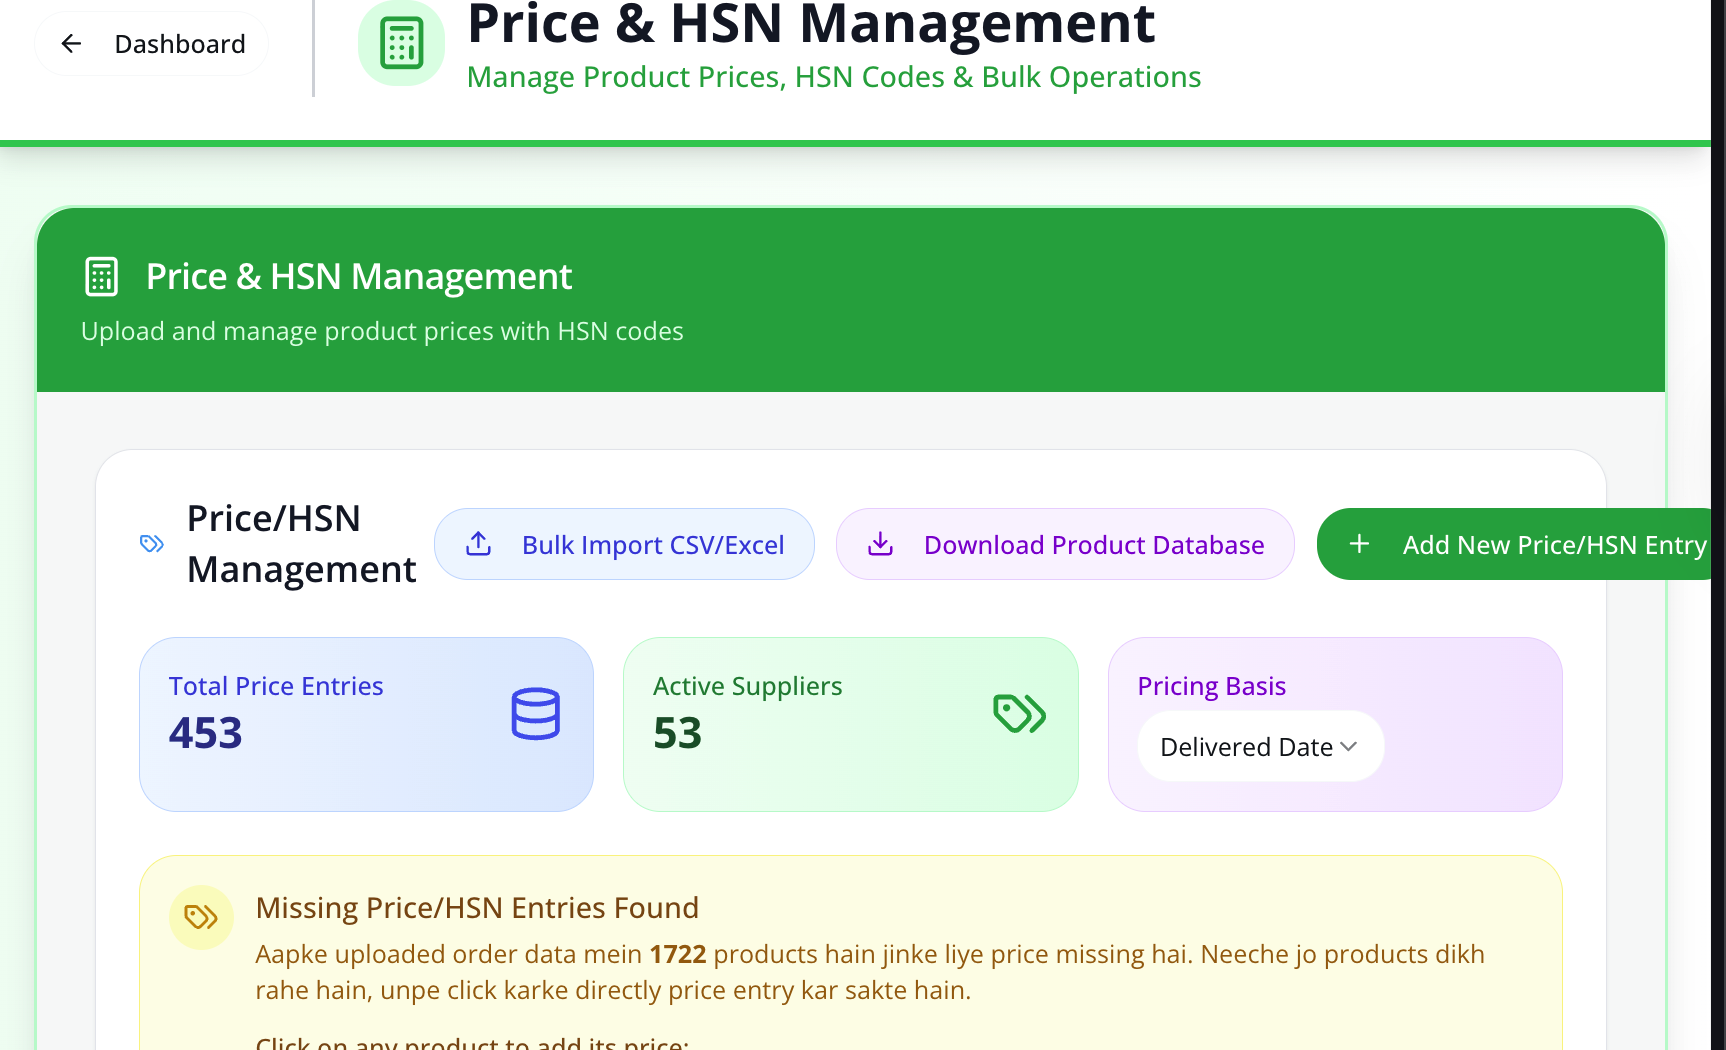 Dashboard
Price & HSN Management
Manage Product Prices, HSN Codes & Bulk Operations
Price & HSN Management
Upload and manage product prices with HSN codes
Price/HSN
Management
Bulk Import CSV/Excel
Download Product Database
Add New Price/HSN Entry
Total Price Entries
453
Active Suppliers
53
Pricing Basis
Delivered Date
Missing Price/HSN Entries Found
Aapke uploaded order data mein 1722 products hain jinke liye price missing hai. Neeche jo products dikh
rahe hain, unpe click karke directly price entry kar sakte hain.
Click on any product to add its price: